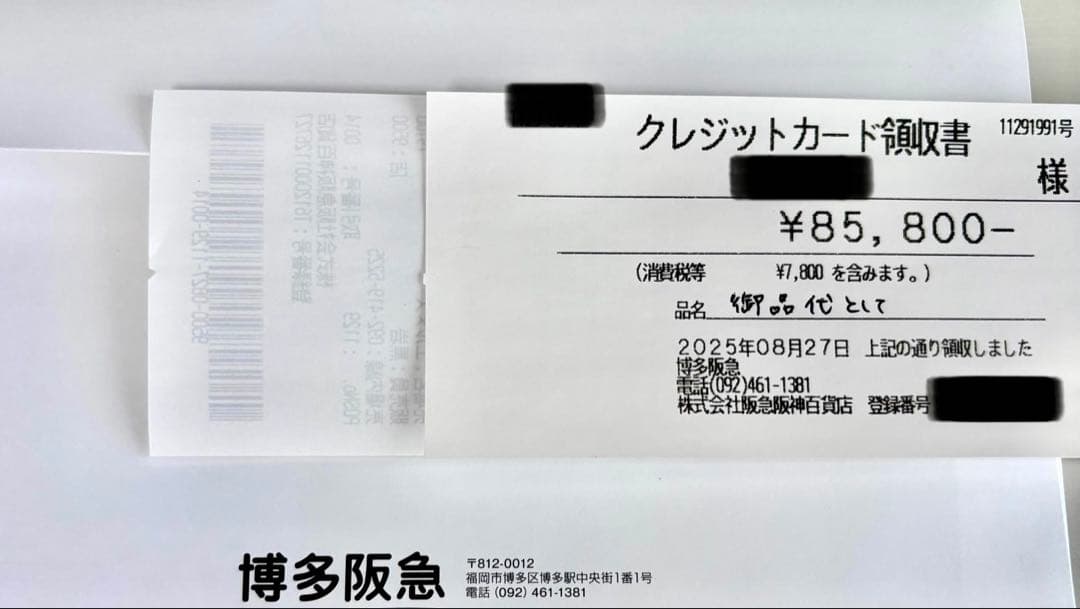 クレジットカード領収書
11291991号
様
¥85,800-
(消費税等 ¥7,800 を含みます。)
品名 御品代として
2025年08月27日 上記の通り領収しました
博多阪急
電話(092)461-1381
株式会社阪急阪神百貨店 登録番号
博多阪急
〒812-0012
福岡市博多区博多駅中央街1番1号
電話 (092) 461-1381